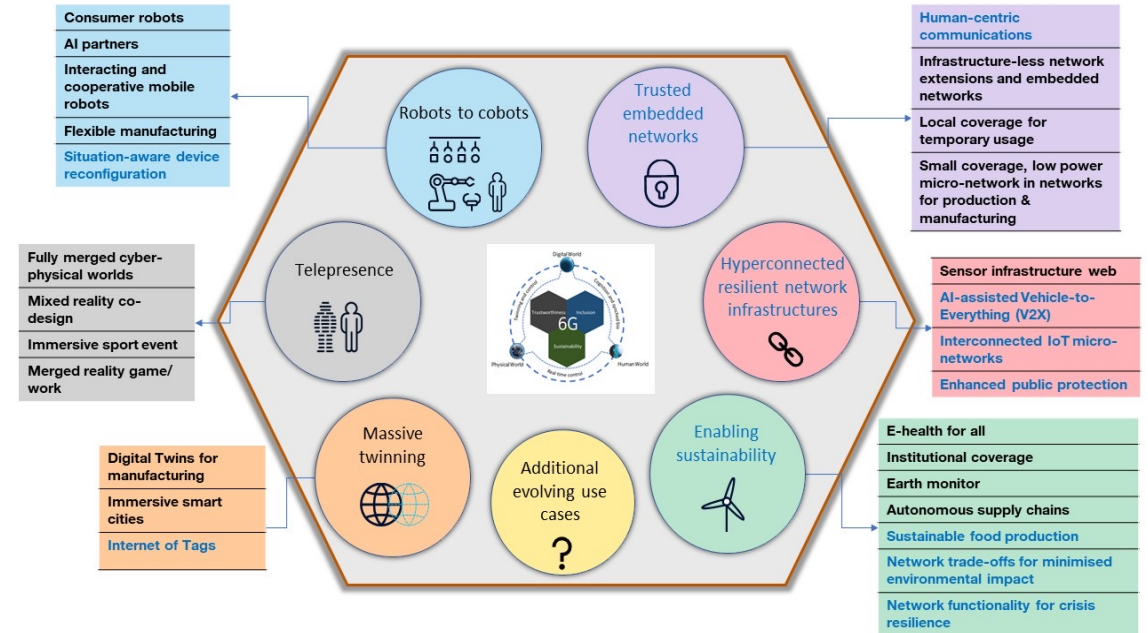 Consumer robots
AI partners
Interacting and
cooperative mobile
robots
Flexible manufacturing
Situation-aware device
reconfiguration
Robots to cobots
Trusted
embedded
networks
Human-centric
communications
Infrastructure-less network
extensions and embedded
networks
Local coverage for
temporary usage
Small coverage, low power
micro-network in networks
for production &
manufacturing
Fully merged cyber-
physical worlds
Mixed reality co-
design
Immersive sport event
Merged reality game/
work
Telepresence
Digital World
Trustworthiness
Inclusion
6G
Sustainability
Physical World
Human World
Real time control
Hyperconnected
resilient network
infrastructures
Sensor infrastructure web
AI-assisted Vehicle-to-
Everything (V2X)
Interconnected IoT micro-
networks
Enhanced public protection
Digital Twins for
manufacturing
Immersive smart
cities
Internet of Tags
Massive
twinning
Additional
evolving use
cases
?
Enabling
sustainability
E-health for all
Institutional coverage
Earth monitor
Autonomous supply chains
Sustainable food production
Network trade-offs for minimised
environmental impact
Network functionality for crisis
resilience